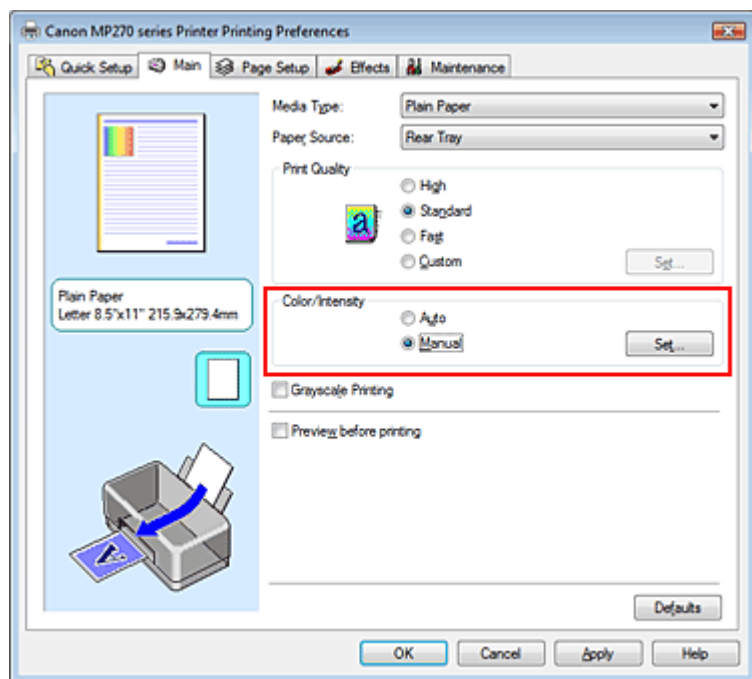 Canon MP270 series Printer Printing Preferences
Quick Setup Main Page Setup Effects Maintenance
Media Type: Plain Paper
Paper Source: Rear Tray
Print Quality
High
a Standard
Fast
Custom Set...
Plain Paper
Letter 8.5"x11" 215.9x279.4mm
Color/Intensity
Auto
Manual Set...
Grayscale Printing
Preview before printing
Defaults
OK Cancel Apply Help